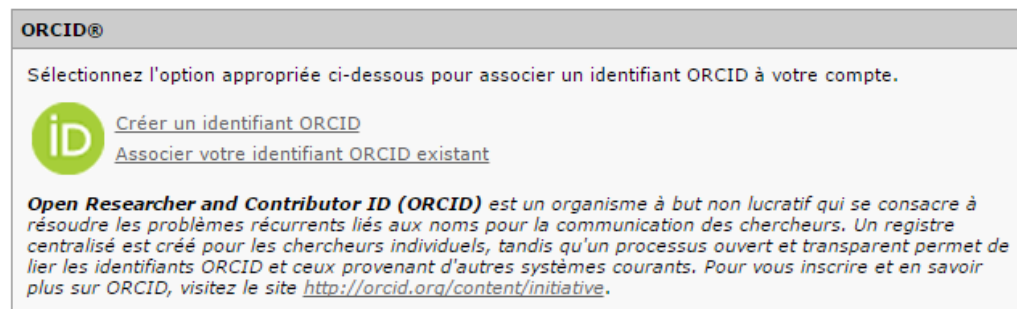 ORCID®
Sélectionnez l'option appropriée ci-dessous pour associer un identifiant ORCID à votre compte.
iD
Créer un identifiant ORCID
Associer votre identifiant ORCID existant
Open Researcher and Contributor ID (ORCID) est un organisme à but non lucratif qui se consacre à
résoudre les problèmes récurrents liés aux noms pour la communication des chercheurs. Un registre
centralisé est créé pour les chercheurs individuels, tandis qu'un processus ouvert et transparent permet de
lier les identifiants ORCID et ceux provenant d'autres systèmes courants. Pour vous inscrire et en savoir
plus sur ORCID, visitez le site http://orcid.org/content/initiative.